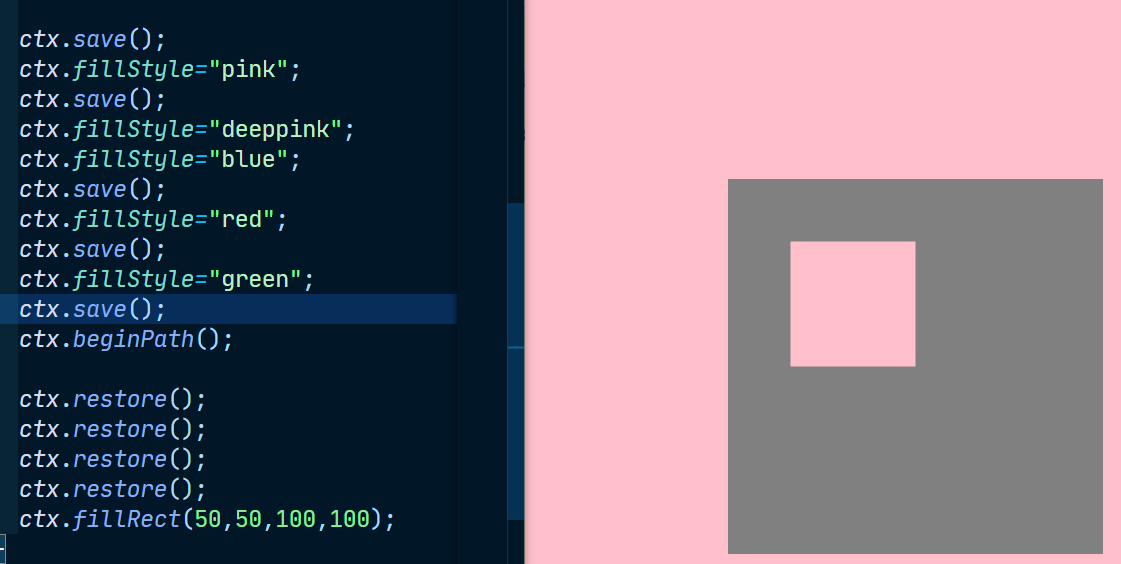 ctx.save();
ctx.fillStyle="pink";
ctx.save();
ctx.fillStyle="deeppink";
ctx.fillStyle="blue";
ctx.save();
ctx.fillStyle="red";
ctx.save();
ctx.fillStyle="green";
ctx.save();
ctx.beginPath();
ctx.restore();
ctx.restore();
ctx.restore();
ctx.restore();
ctx.fillRect(50,50,100,100);